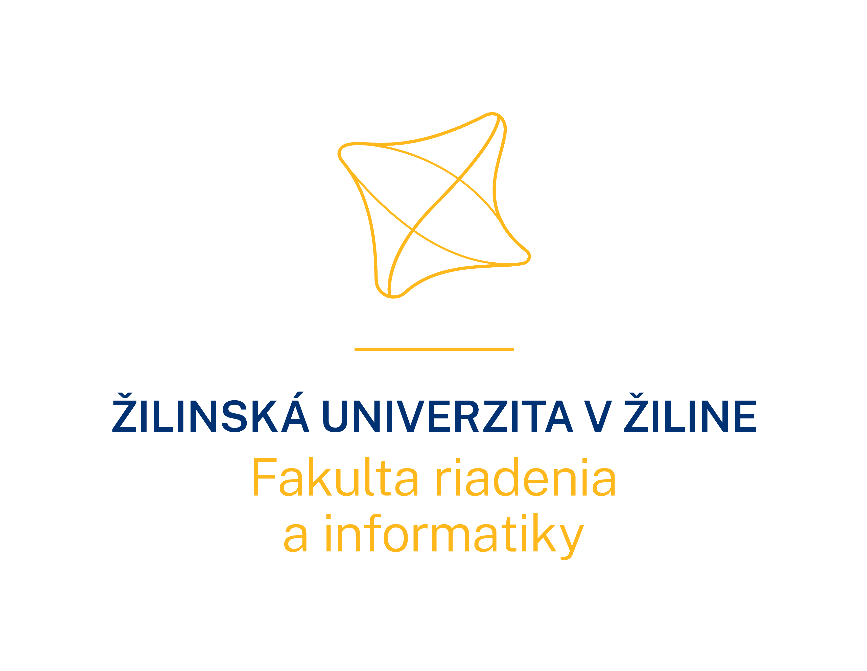 ŽILINSKÁ UNIVERZITA V ŽILINE
Fakulta riadenia
a informatiky